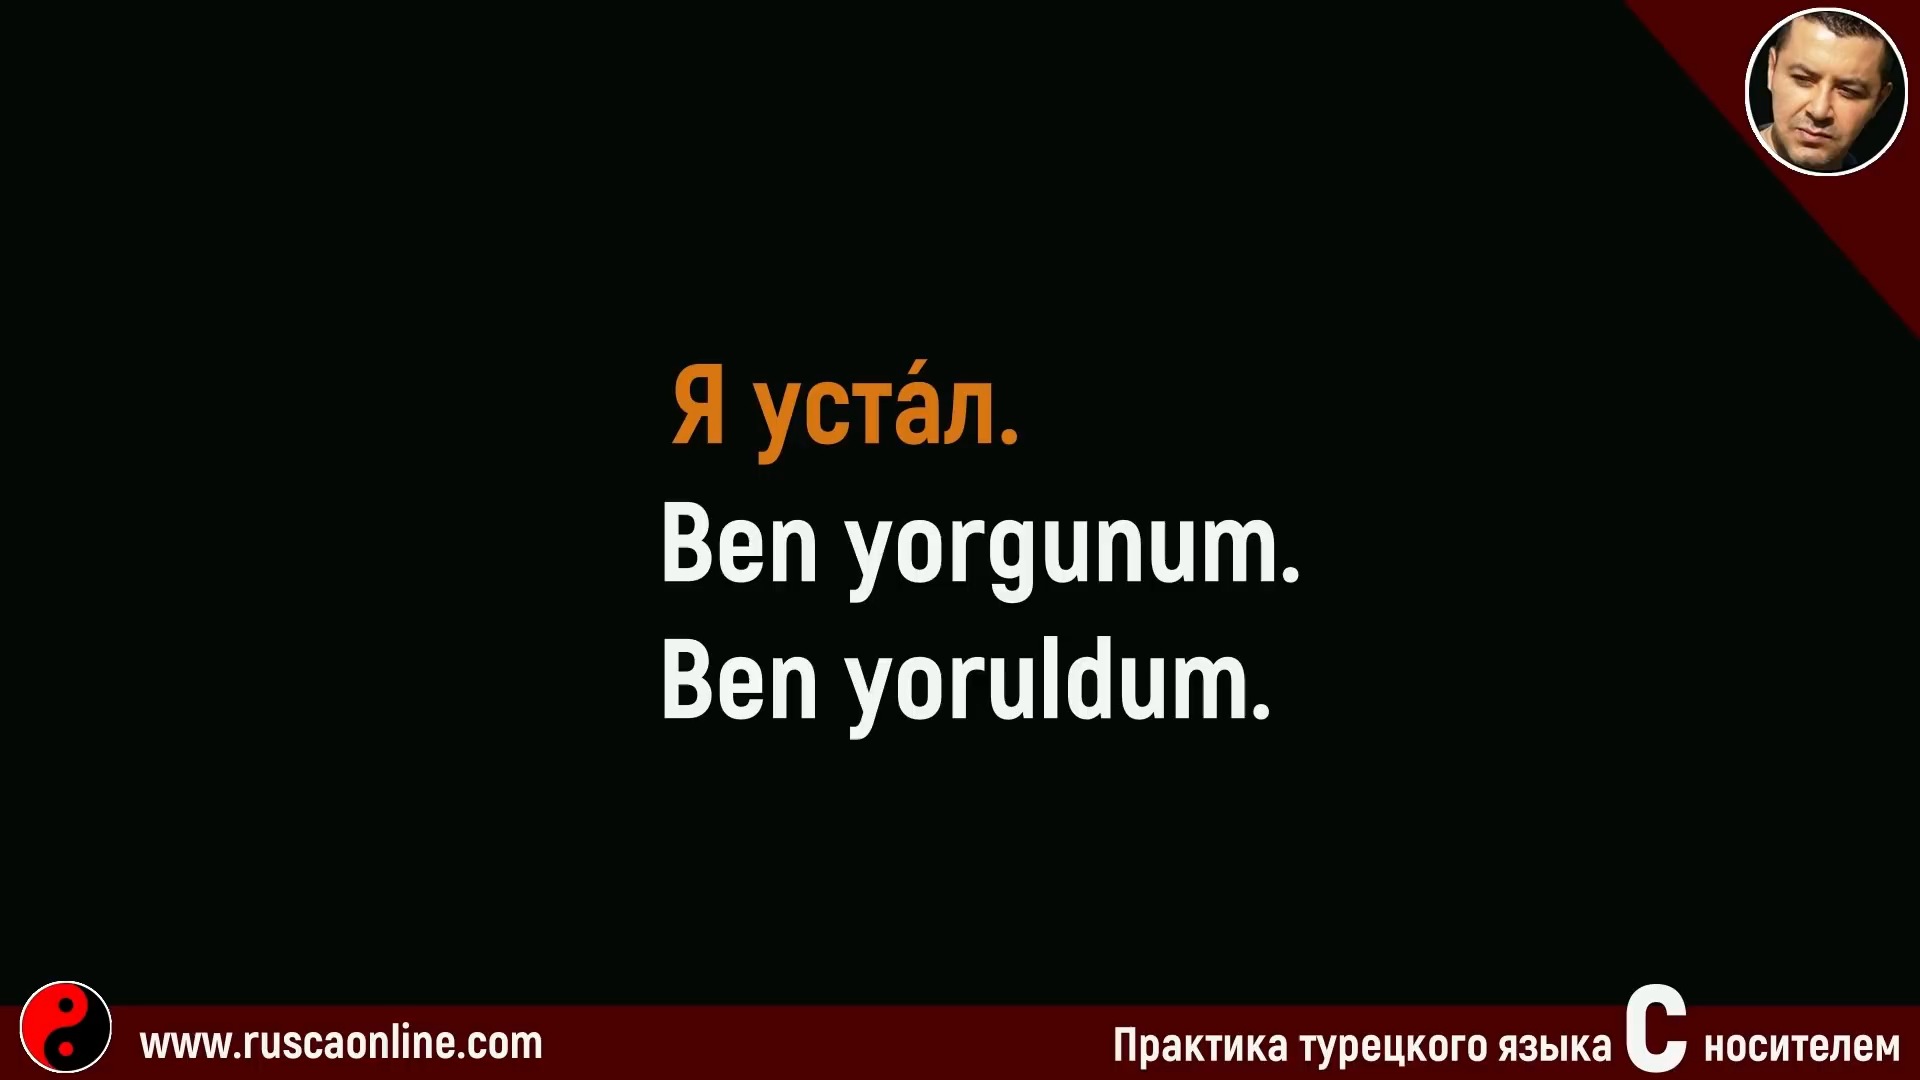 Я уста́л.
Ben yorgunum.
Ben yoruldum.
www.ruscaonline.com
Практика турецкого языка С носителем